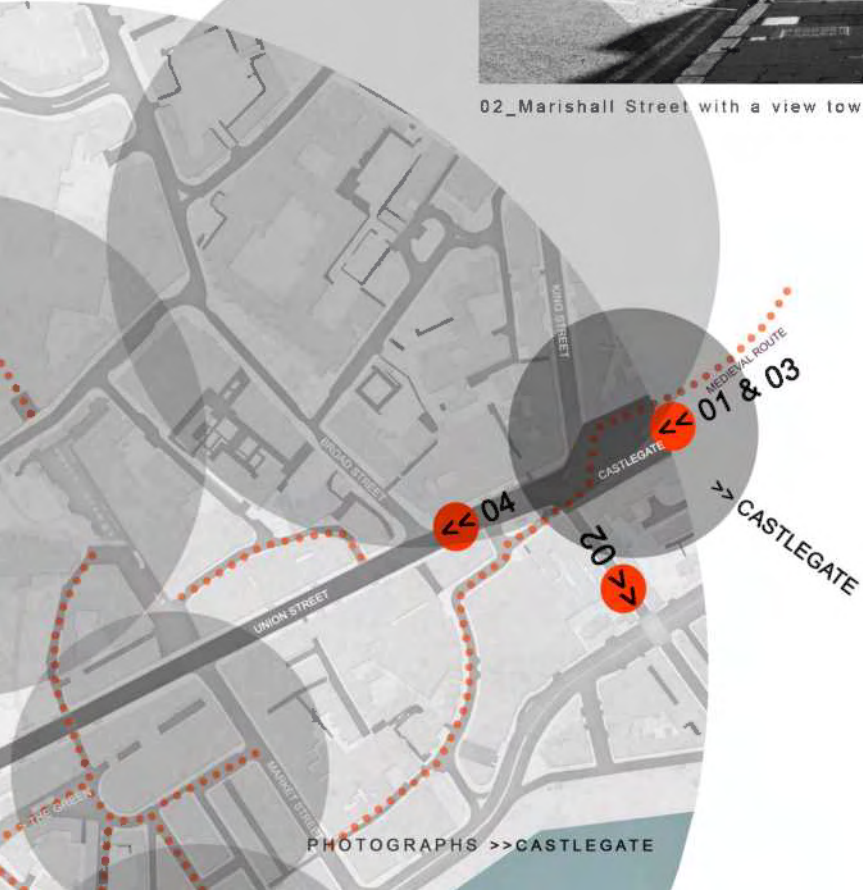 02_Marishall Street with a view tow
KING STREET
MEDIEVAL ROUTE
<< 01 & 03
CASTLEGATE
>> CASTLEGATE
BROAD STREET
<< 04
02 >>
UNION STREET
THE GREEN
MARKET STREET
PHOTOGRAPHS >>CASTLEGATE